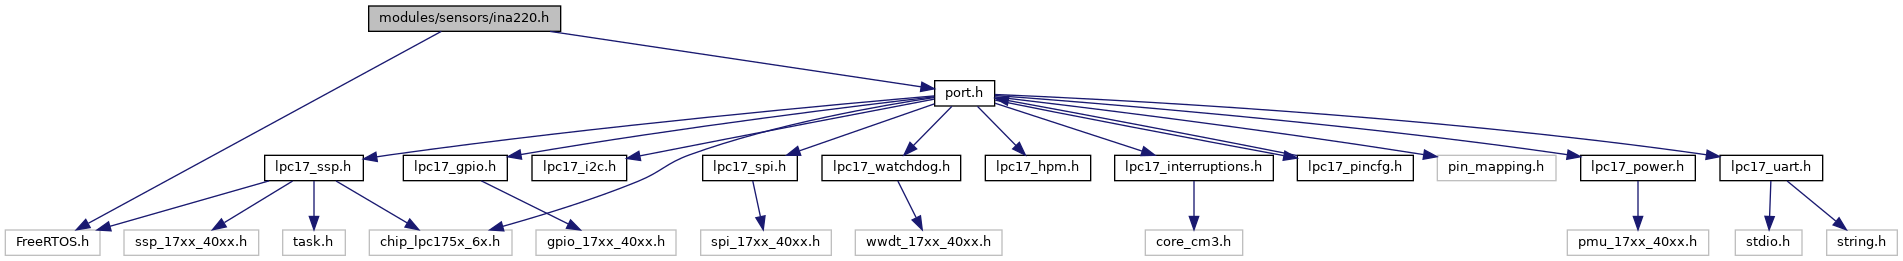 modules/sensors/ina220.h
port.h
lpc17_ssp.h
lpc17_gpio.h
lpc17_i2c.h
lpc17_spi.h
lpc17_watchdog.h
lpc17_hpm.h
lpc17_interruptions.h
lpc17_pincfg.h
pin_mapping.h
lpc17_power.h
lpc17_uart.h
FreeRTOS.h
ssp_17xx_40xx.h
task.h
chip_lpc175x_6x.h
gpio_17xx_40xx.h
spi_17xx_40xx.h
wwdt_17xx_40xx.h
core_cm3.h
pmu_17xx_40xx.h
stdio.h
string.h